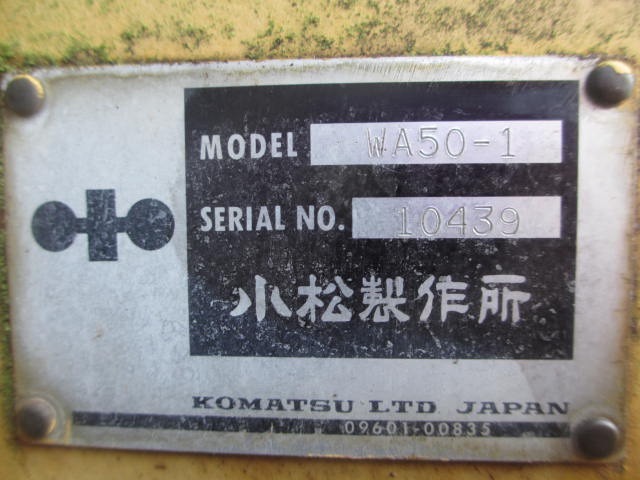 MODEL WA50-1
SERIAL NO. 10439
小松製作所
KOMATSU LTD JAPAN
09601-00835